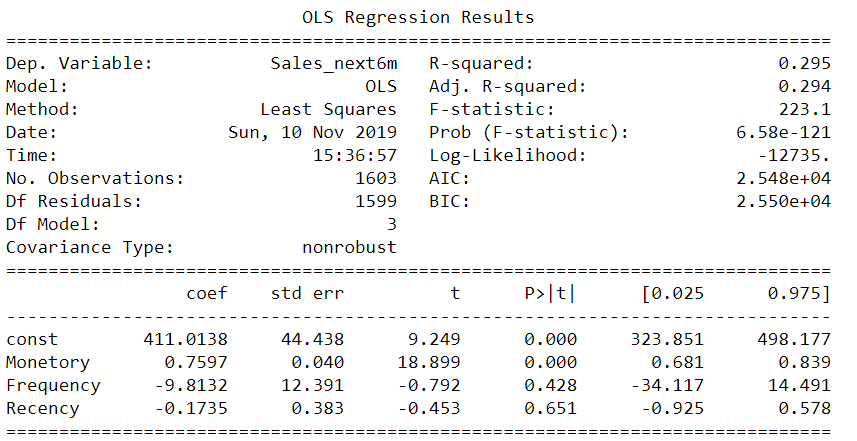 OLS Regression Results
==============================================================================
Dep. Variable: Sales_next6m R-squared: 0.295
Model: OLS Adj. R-squared: 0.294
Method: Least Squares F-statistic: 223.1
Date: Sun, 10 Nov 2019 Prob (F-statistic): 6.58e-121
Time: 15:36:57 Log-Likelihood: -12735.
No. Observations: 1603 AIC: 2.548e+04
Df Residuals: 1599 BIC: 2.550e+04
Df Model: 3
Covariance Type: nonrobust
==============================================================================
coef std err t P>|t| [0.025 0.975]
------------------------------------------------------------------------------
const 411.0138 44.438 9.249 0.000 323.851 498.177
Monetory 0.7597 0.040 18.899 0.000 0.681 0.839
Frequency -9.8132 12.391 -0.792 0.428 -34.117 14.491
Recency -0.1735 0.383 -0.453 0.651 -0.925 0.578
==============================================================================